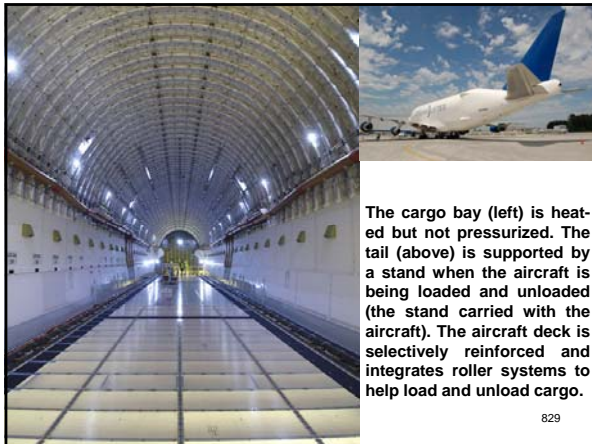 The cargo bay (left) is heat-
ed but not pressurized. The
tail (above) is supported by
a stand when the aircraft is
being loaded and unloaded
(the stand carried with the
aircraft). The aircraft deck is
selectively reinforced and
integrates roller systems to
help load and unload cargo.
829